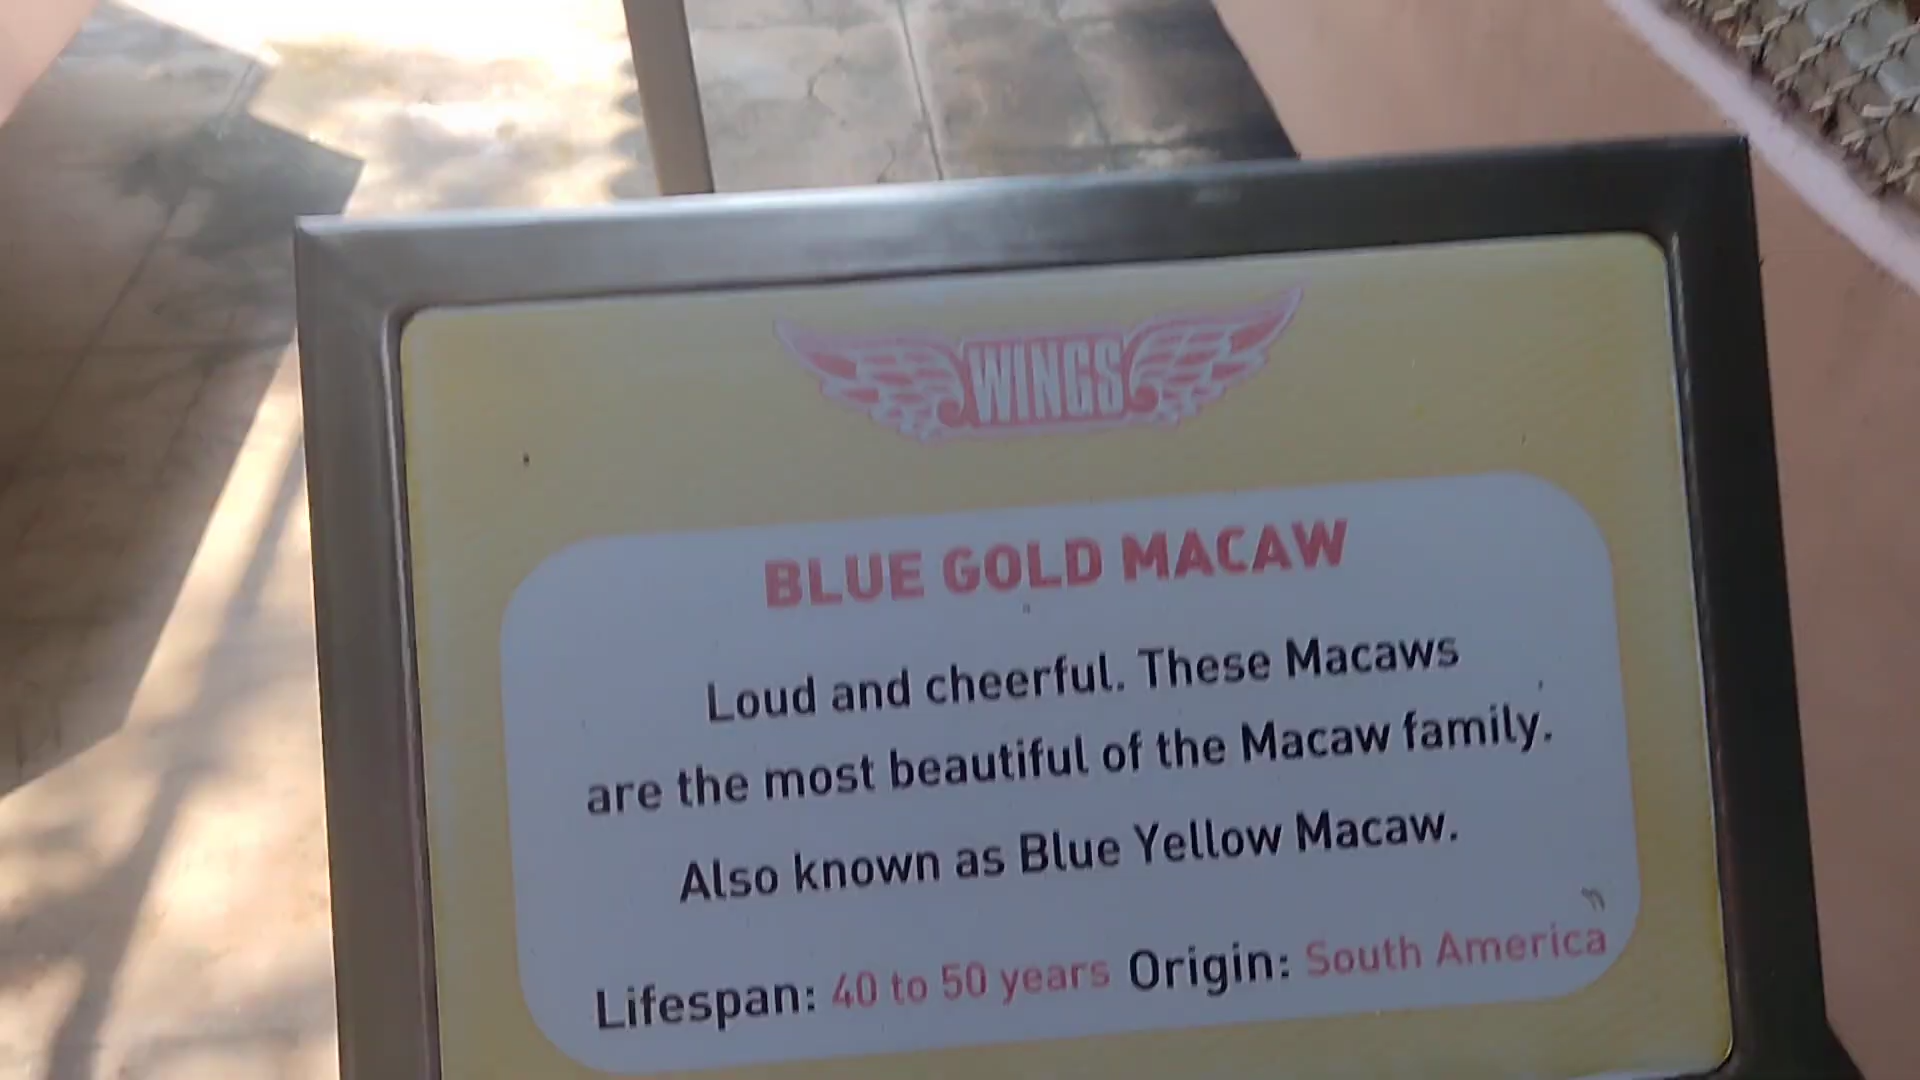 WINGS
BLUE GOLD MACAW
Loud and cheerful. These Macaws
are the most beautiful of the Macaw family.
Also known as Blue Yellow Macaw.
Lifespan: 40 to 50 years Origin: South America